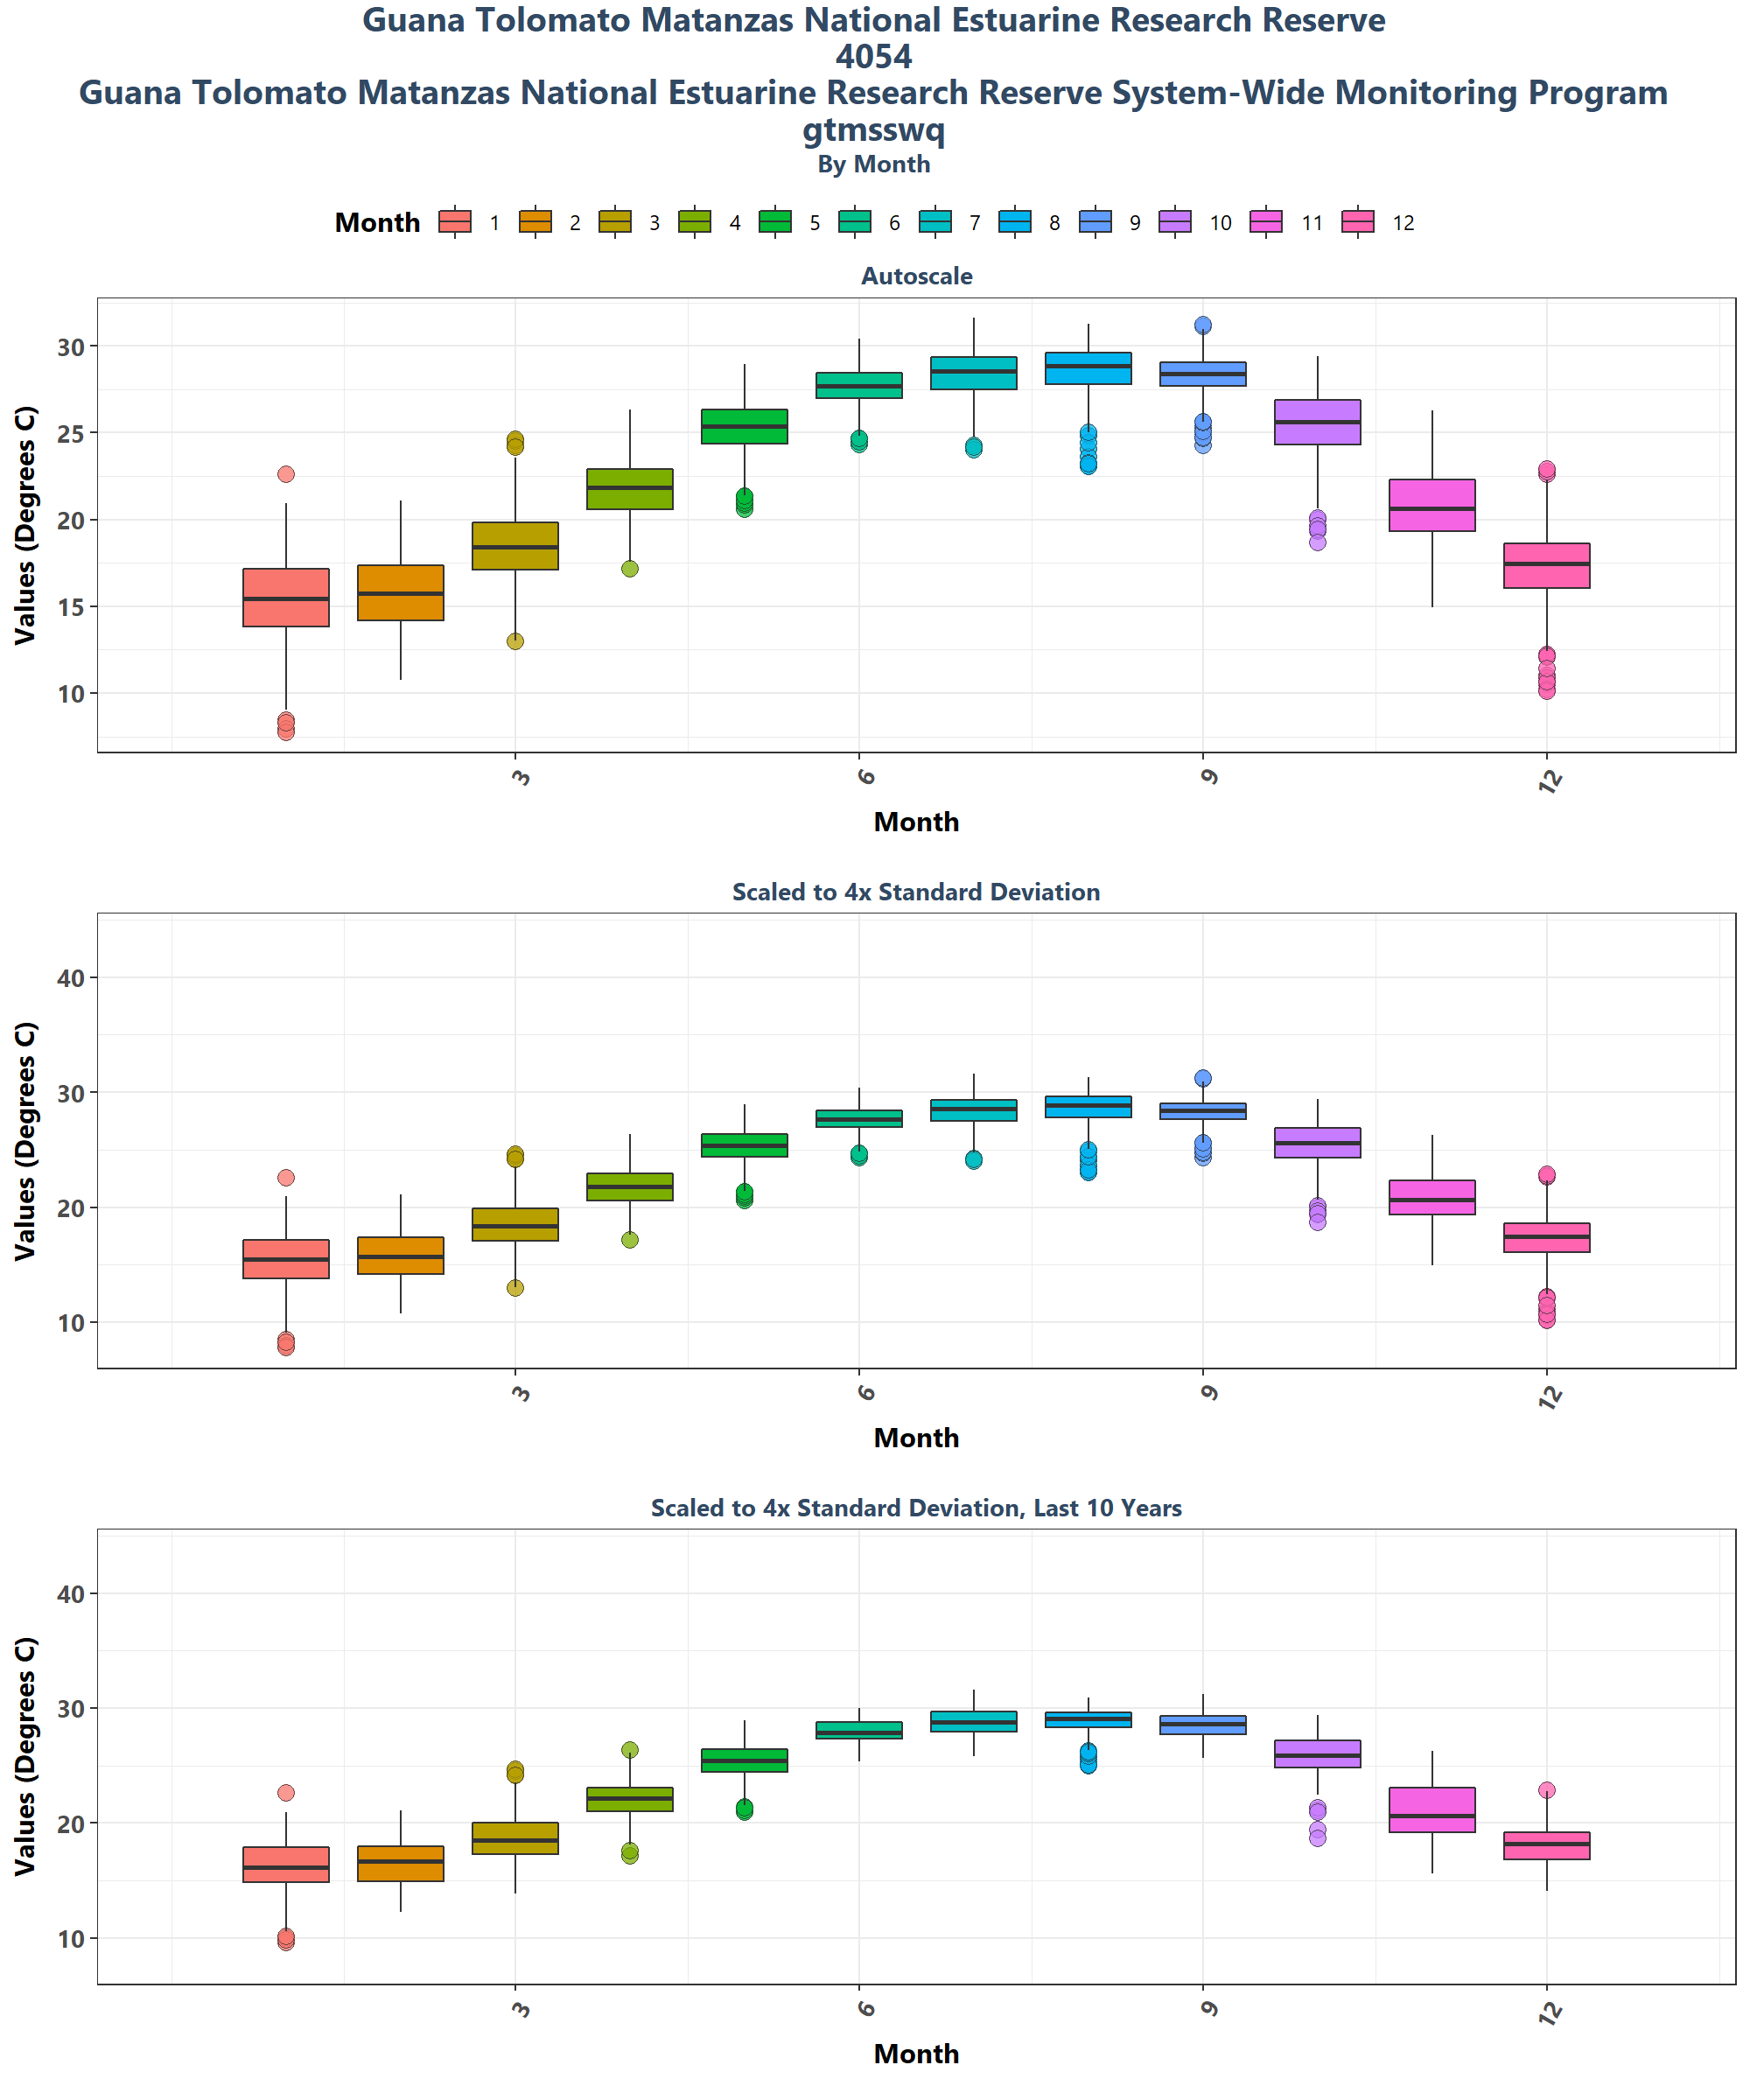 Guana Tolomato Matanzas National Estuarine Research Reserve
4054
Guana Tolomato Matanzas National Estuarine Research Reserve System-Wide Monitoring Program
gtmsswq
By Month
Month 1 2 3 4 5 6 7 8 9 10 11 12
Autoscale
Values (Degrees C)
30
25
20
15
10
3 6 9 12
Month
Scaled to 4x Standard Deviation
Values (Degrees C)
40
30
20
10
3 6 9 12
Month
Scaled to 4x Standard Deviation, Last 10 Years
Values (Degrees C)
40
30
20
10
3 6 9 12
Month